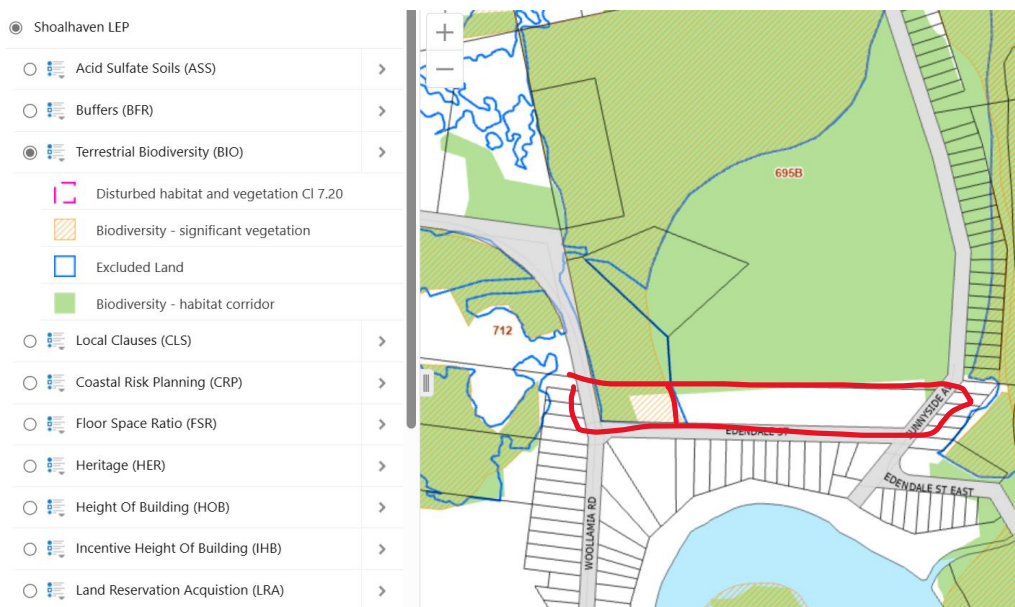 Shoalhaven LEP
Acid Sulfate Soils (ASS)
Buffers (BFR)
Terrestrial Biodiversity (BIO)
Disturbed habitat and vegetation Cl 7.20
Biodiversity - significant vegetation
Excluded Land
Biodiversity - habitat corridor
Local Clauses (CLS)
Coastal Risk Planning (CRP)
Floor Space Ratio (FSR)
Heritage (HER)
Height Of Building (HOB)
Incentive Height Of Building (IHB)
Land Reservation Acquistion (LRA)
+
−
695B
712
EDENDALE ST
EDENDALE ST EAST
WOOLLAMIA RD